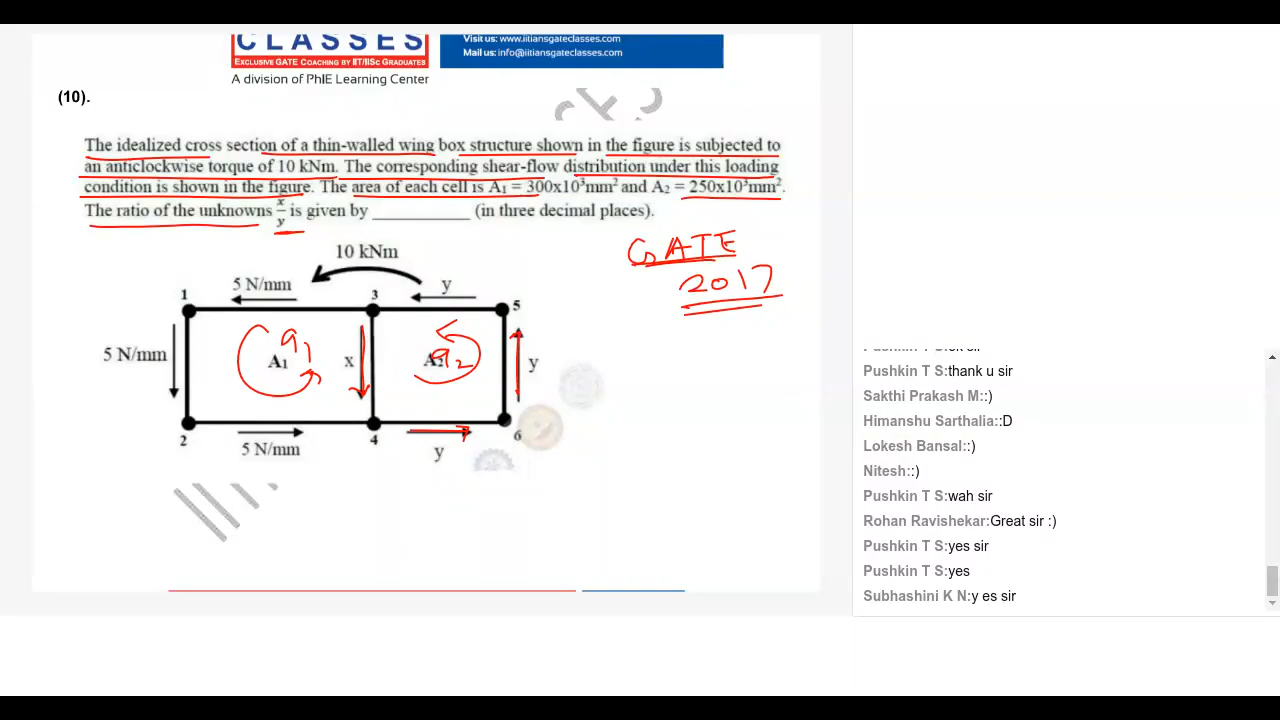 CLASSES
EXCLUSIVE GATE COACHING BY IIT/IISc GRADUATES
A division of PhIE Learning Center
Visit us: www.iitiansgateclasses.com
Mail us: info@iitiansgateclasses.com
(10).
The idealized cross section of a thin-walled wing box structure shown in the figure is subjected to
an anticlockwise torque of 10 kNm. The corresponding shear-flow distribution under this loading
condition is shown in the figure. The area of each cell is A₁ = 300x10³mm² and A₂ = 250x10³mm².
The ratio of the unknowns x/y is given by __________ (in three decimal places).
GATE
2017
10 kNm
5 N/mm
y
1
3
5
5 N/mm
A₁
q₁
x
A₂
q₂
y
2
5 N/mm
4
y
6
Pushkin T S:thank u sir
Sakthi Prakash M::)
Himanshu Sarthalia::D
Lokesh Bansal::)
Nitesh::)
Pushkin T S:wah sir
Rohan Ravishekar:Great sir :)
Pushkin T S:yes sir
Pushkin T S:yes
Subhashini K N:y es sir